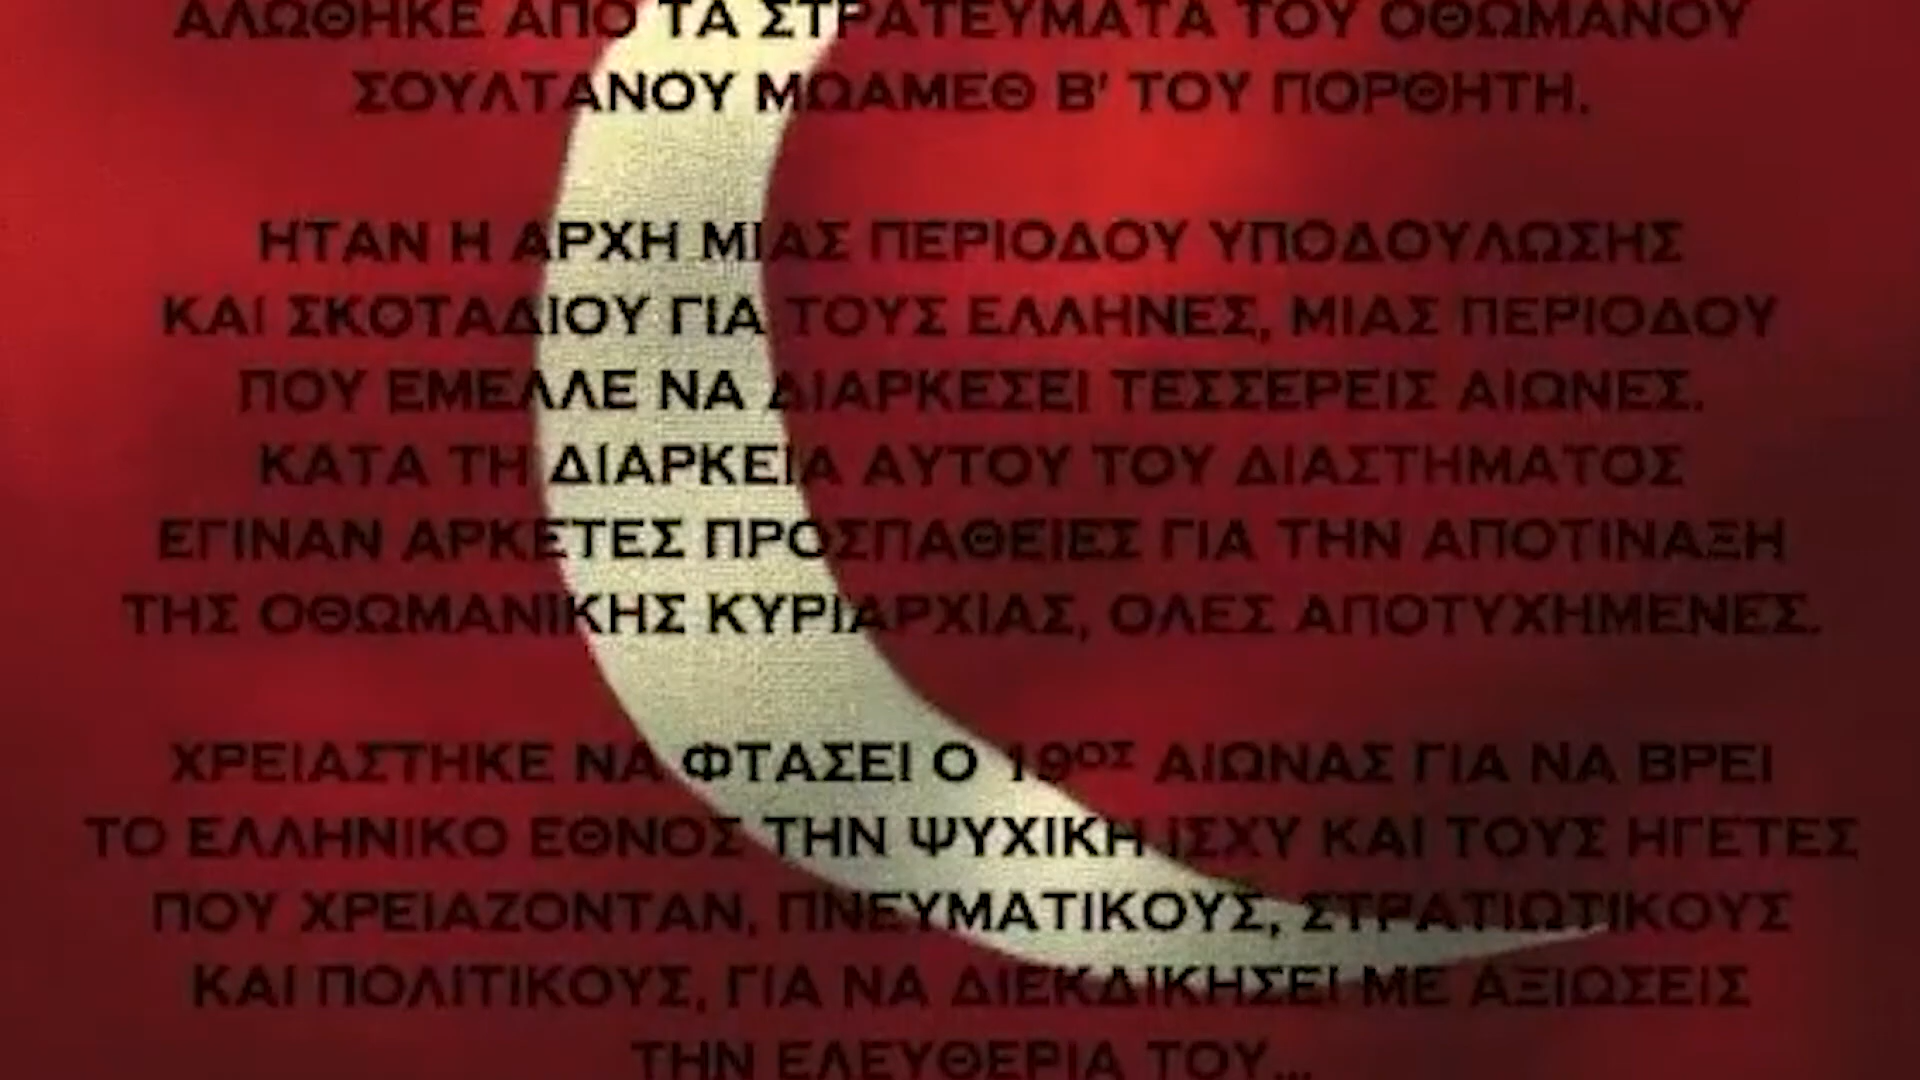 ΑΛΩΘΗΚΕ ΑΠΟ ΤΑ ΣΤΡΑΤΕΥΜΑΤΑ ΤΟΥ ΟΘΩΜΑΝΟΥ
ΣΟΥΛΤΑΝΟΥ ΜΩΑΜΕΘ Β' ΤΟΥ ΠΟΡΘΗΤΗ.
ΗΤΑΝ Η ΑΡΧΗ ΜΙΑΣ ΠΕΡΙΟΔΟΥ ΥΠΟΔΟΥΛΩΣΗΣ
ΚΑΙ ΣΚΟΤΑΔΙΟΥ ΓΙΑ ΤΟΥΣ ΕΛΛΗΝΕΣ, ΜΙΑΣ ΠΕΡΙΟΔΟΥ
ΠΟΥ ΕΜΕΛΛΕ ΝΑ ΔΙΑΡΚΕΣΕΙ ΤΕΣΣΕΡΕΙΣ ΑΙΩΝΕΣ.
ΚΑΤΑ ΤΗ ΔΙΑΡΚΕΙΑ ΑΥΤΟΥ ΤΟΥ ΔΙΑΣΤΗΜΑΤΟΣ
ΕΓΙΝΑΝ ΑΡΚΕΤΕΣ ΠΡΟΣΠΑΘΕΙΕΣ ΓΙΑ ΤΗΝ ΑΠΟΤΙΝΑΞΗ
ΤΗΣ ΟΘΩΜΑΝΙΚΗΣ ΚΥΡΙΑΡΧΙΑΣ, ΟΛΕΣ ΑΠΟΤΥΧΗΜΕΝΕΣ.
ΧΡΕΙΑΣΤΗΚΕ ΝΑ ΦΤΑΣΕΙ Ο 19ΟΣ ΑΙΩΝΑΣ ΓΙΑ ΝΑ ΒΡΕΙ
ΤΟ ΕΛΛΗΝΙΚΟ ΕΘΝΟΣ ΤΗΝ ΨΥΧΙΚΗ ΙΣΧΥ ΚΑΙ ΤΟΥΣ ΗΓΕΤΕΣ
ΠΟΥ ΧΡΕΙΑΖΟΝΤΑΝ, ΠΝΕΥΜΑΤΙΚΟΥΣ, ΣΤΡΑΤΙΩΤΙΚΟΥΣ
ΚΑΙ ΠΟΛΙΤΙΚΟΥΣ, ΓΙΑ ΝΑ ΔΙΕΚΔΙΚΗΣΕΙ ΜΕ ΑΞΙΩΣΕΙΣ
ΤΗΝ ΕΛΕΥΘΕΡΙΑ ΤΟΥ...